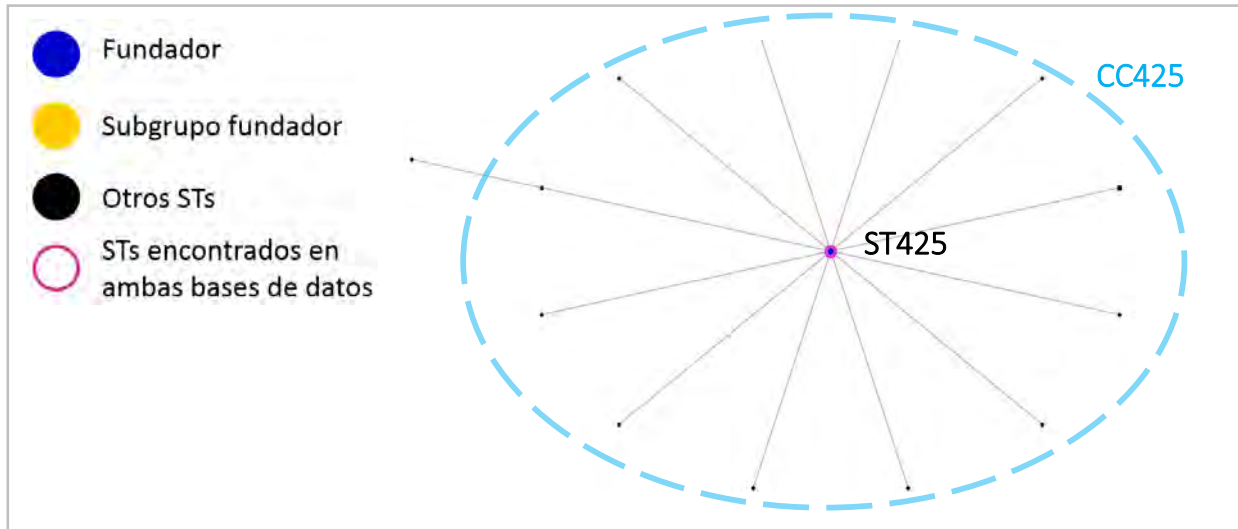 Fundador
Subgrupo fundador
Otros STs
STs encontrados en
ambas bases de datos
CC425
ST425